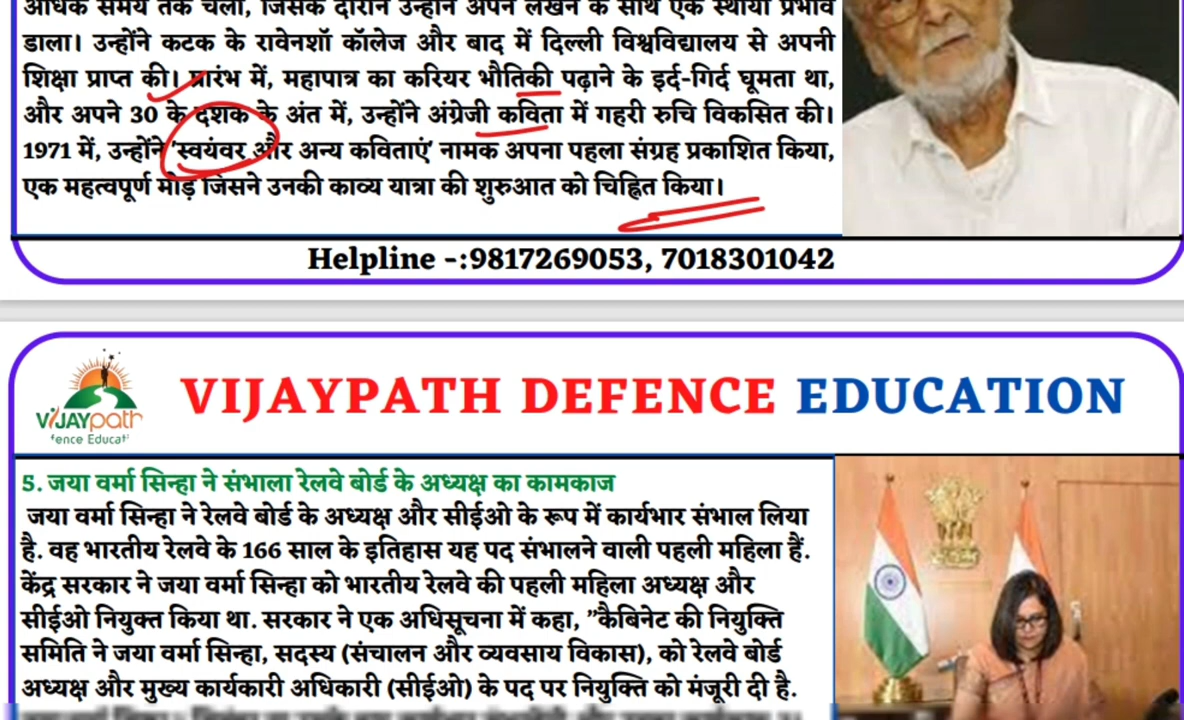 अधिक समय तक चला, जिसके दौरान उन्होंने अपने लेखन के साथ एक स्थायी प्रभाव
डाला। उन्होंने कटक के रावेनशॉ कॉलेज और बाद में दिल्ली विश्वविद्यालय से अपनी
शिक्षा प्राप्त की। प्रारंभ में, महापात्र का करियर भौतिकी पढ़ाने के इर्द-गिर्द घूमता था,
और अपने 30 के दशक के अंत में, उन्होंने अंग्रेजी कविता में गहरी रुचि विकसित की।
1971 में, उन्होंने 'स्वयंवर और अन्य कविताएं' नामक अपना पहला संग्रह प्रकाशित किया,
एक महत्वपूर्ण मोड़ जिसने उनकी काव्य यात्रा की शुरुआत को चिह्नित किया।
Helpline -:9817269053, 7018301042
VIJAYPATH DEFENCE EDUCATION
VIJAYpath
ence Educat
5. जया वर्मा सिन्हा ने संभाला रेलवे बोर्ड के अध्यक्ष का कामकाज
जया वर्मा सिन्हा ने रेलवे बोर्ड के अध्यक्ष और सीईओ के रूप में कार्यभार संभाल लिया
है. वह भारतीय रेलवे के 166 साल के इतिहास यह पद संभालने वाली पहली महिला हैं.
केंद्र सरकार ने जया वर्मा सिन्हा को भारतीय रेलवे की पहली महिला अध्यक्ष और
सीईओ नियुक्त किया था. सरकार ने एक अधिसूचना में कहा, ”कैबिनेट की नियुक्ति
समिति ने जया वर्मा सिन्हा, सदस्य (संचालन और व्यवसाय विकास), को रेलवे बोर्ड
अध्यक्ष और मुख्य कार्यकारी अधिकारी (सीईओ) के पद पर नियुक्ति को मंजूरी दी है.